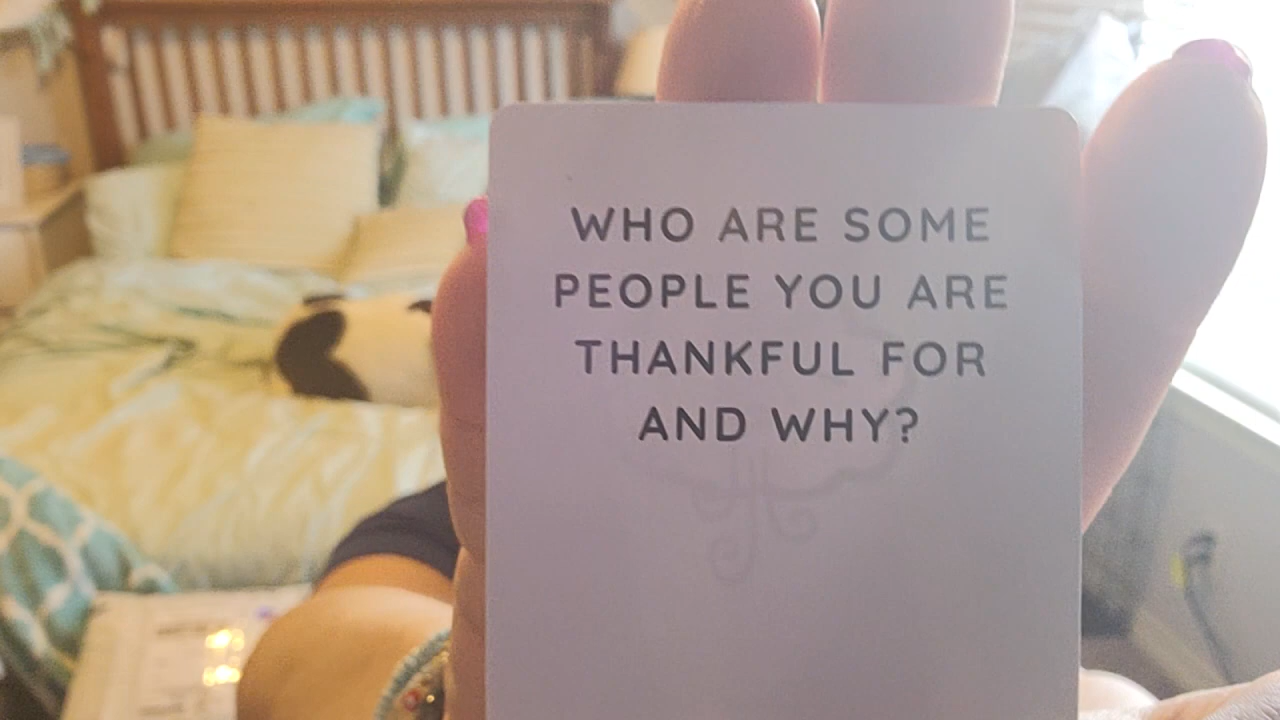 WHO ARE SOME
PEOPLE YOU ARE
THANKFUL FOR
AND WHY?